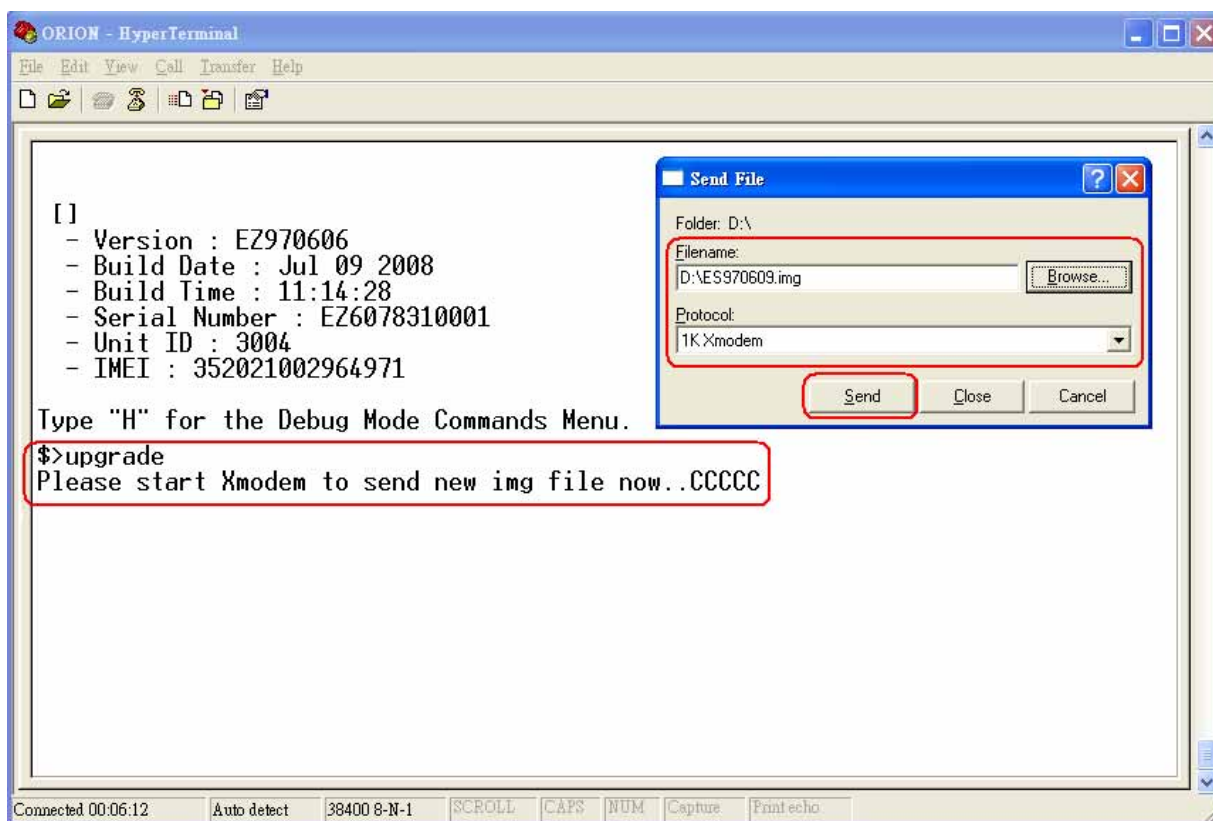 ORION - HyperTerminal
File Edit View Call Transfer Help
[]
- Version : EZ970606
- Build Date : Jul 09 2008
- Build Time : 11:14:28
- Serial Number : EZ6078310001
- Unit ID : 3004
- IMEI : 352021002964971
Type "H" for the Debug Mode Commands Menu.
$>upgrade
Please start Xmodem to send new img file now..CCCCC
Send File
Folder: D:\
Filename:
D:\ES970609.img
Browse...
Protocol:
1K Xmodem
Send Close Cancel
Connected 00:06:12 Auto detect 38400 8-N-1 SCROLL CAPS NUM Capture Print echo